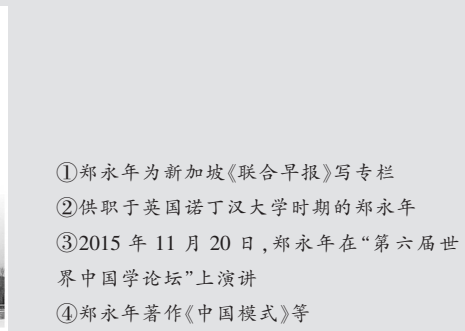 ①郑永年为新加坡《联合早报》写专栏
②供职于英国诺丁汉大学时期的郑永年
③2015 年 11 月 20 日,郑永年在“第六届世
界中国学论坛”上演讲
④郑永年著作《中国模式》等